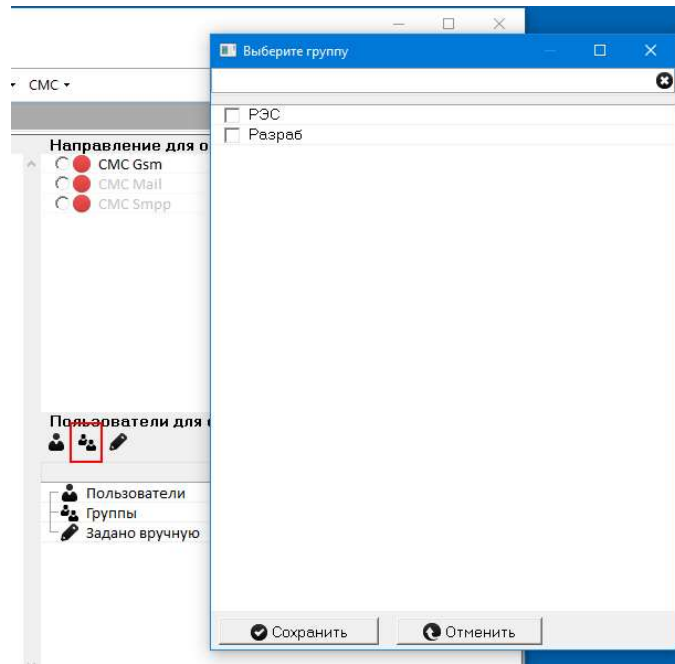 Выберите группу
СМС
РЭС
Разраб
Направление для о
СМС Gsm
СМС Mail
СМС Smpp
Пользователи для
Пользователи
Группы
Задано вручную
Сохранить
Отменить